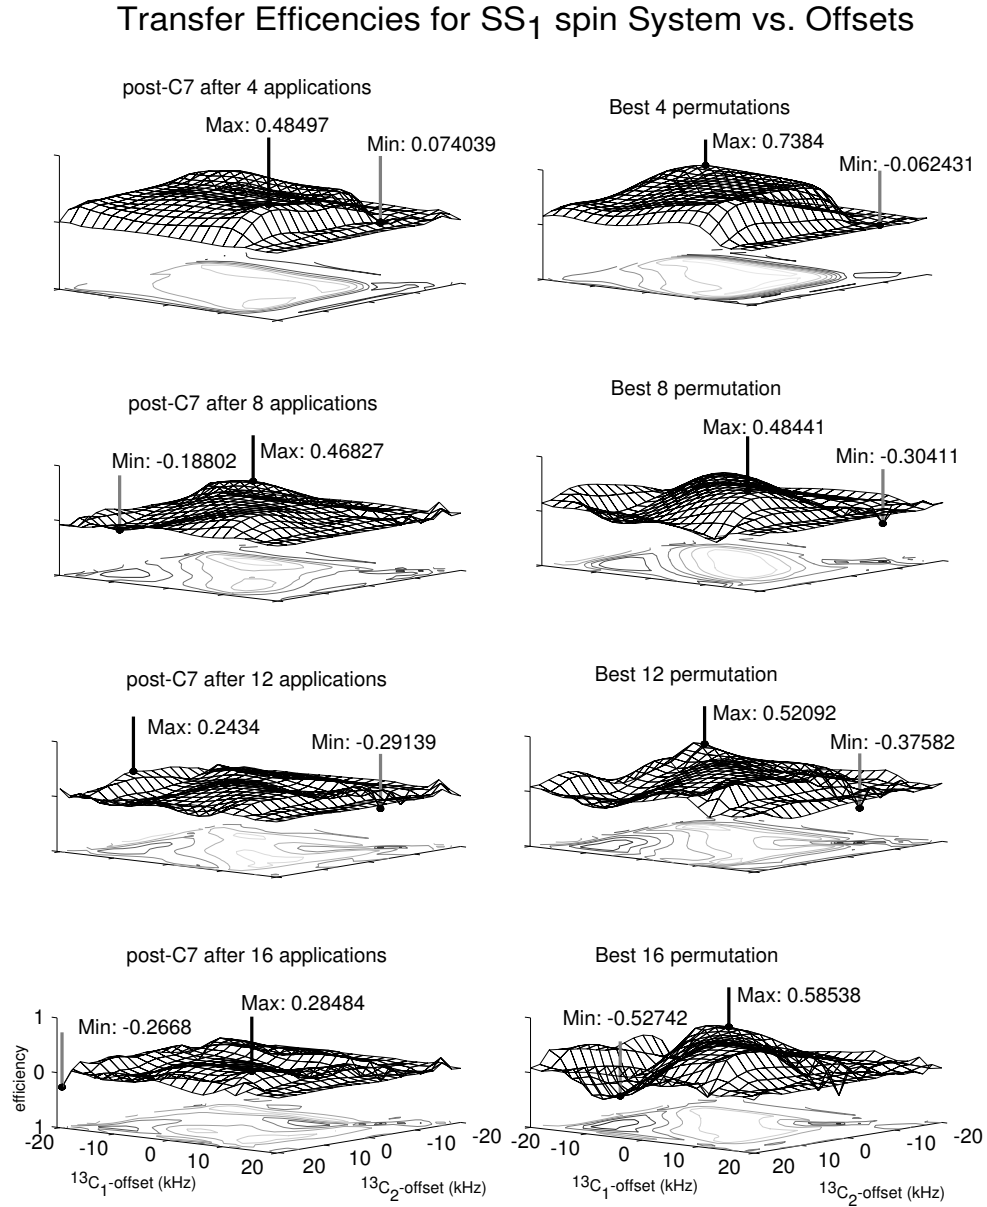 Transfer Efficencies for SS1 spin System vs. Offsets
post-C7 after 4 applications
Max: 0.48497
Min: 0.074039
Best 4 permutations
Max: 0.7384
Min: -0.062431
post-C7 after 8 applications
Min: -0.18802
Max: 0.46827
Best 8 permutation
Max: 0.48441
Min: -0.30411
post-C7 after 12 applications
Max: 0.2434
Min: -0.29139
Best 12 permutation
Max: 0.52092
Min: -0.37582
post-C7 after 16 applications
Max: 0.28484
Min: -0.2668
1
0
1
efficiency
-20 -10 0 10 20
20 10 0 -10 -20
13C1-offset (kHz)
13C2-offset (kHz)
Best 16 permutation
Max: 0.58538
Min: -0.52742
-20 -10 0 10 20
20 10 0 -10 -20
13C1-offset (kHz)
13C2-offset (kHz)